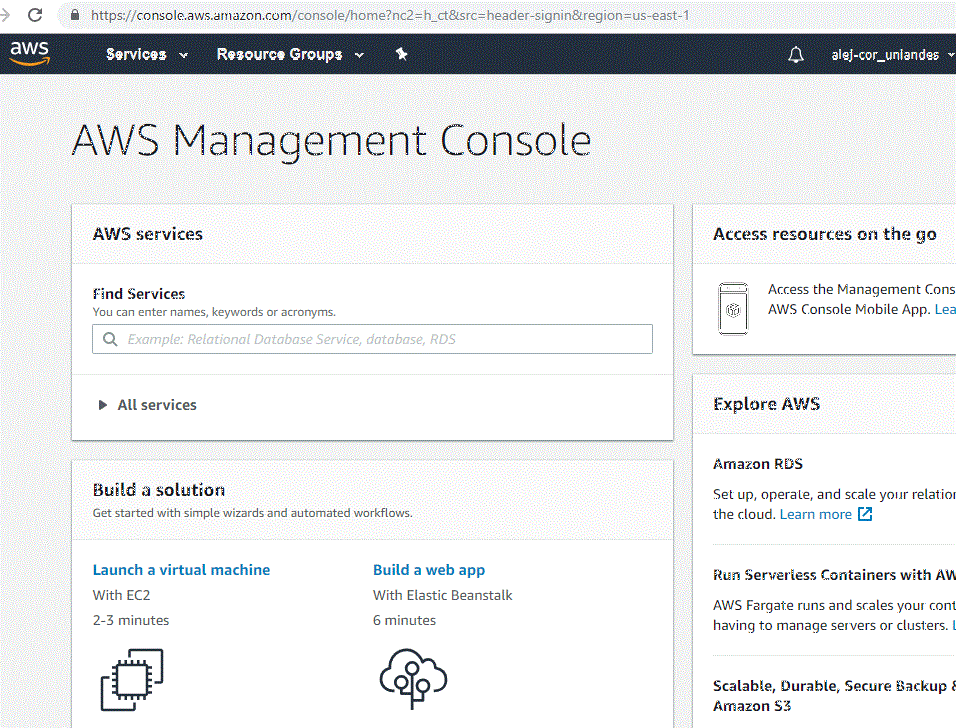 https://console.aws.amazon.com/console/home?nc2=h_ct&src=header-signin&region=us-east-1
aws Services Resource Groups alej-cor_uniandes
AWS Management Console
AWS services
Find Services
You can enter names, keywords or acronyms.
Example: Relational Database Service, database, RDS
All services
Build a solution
Get started with simple wizards and automated workflows.
Launch a virtual machine
With EC2
2-3 minutes
Build a web app
With Elastic Beanstalk
6 minutes
Access resources on the go
Access the Management Cons
AWS Console Mobile App. Lea
Explore AWS
Amazon RDS
Set up, operate, and scale your relation
the cloud. Learn more
Run Serverless Containers with AW
AWS Fargate runs and scales your cont
having to manage servers or clusters. L
Scalable, Durable, Secure Backup &
Amazon S3